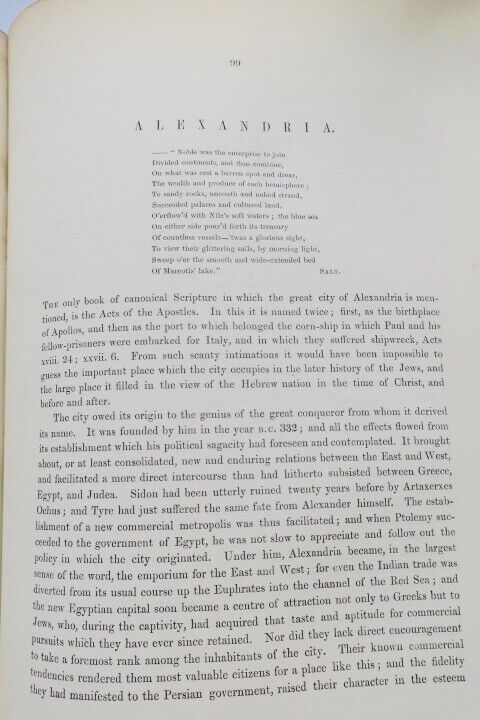 99
ALEXANDRIA.
—— "Noble was the enterprise to join
Divided continents, and thus combine,
On what was erst a barren spot and drear,
The wealth and produce of each hemisphere;
To sandy rocks, uncouth and naked strand,
Succeeded palaces and cultured land,
O'erflow'd with Nile's soft waters; the blue sea
On either side pour'd forth its treasury
Of countless vessels—'twas a glorious sight,
To view their glittering sails, by morning light,
Sweep o'er the smooth and wide-extended bed
Of Mareotis' lake." SALT.
THE only book of canonical Scripture in which the great city of Alexandria is men-
tioned, is the Acts of the Apostles. In this it is named twice; first, as the birthplace
of Apollos, and then as the port to which belonged the corn-ship in which Paul and his
fellow-prisoners were embarked for Italy, and in which they suffered shipwreck, Acts
xviii. 24; xxvii. 6. From such scanty intimations it would have been impossible to
guess the important place which the city occupies in the later history of the Jews, and
the large place it filled in the view of the Hebrew nation in the time of Christ, and
before and after.
The city owed its origin to the genius of the great conqueror from whom it derived
its name. It was founded by him in the year B.C. 332; and all the effects flowed from
its establishment which his political sagacity had foreseen and contemplated. It brought
about, or at least consolidated, new and enduring relations between the East and West,
and facilitated a more direct intercourse than had hitherto subsisted between Greece,
Egypt, and Judea. Sidon had been utterly ruined twenty years before by Artaxerxes
Ochus; and Tyre had just suffered the same fate from Alexander himself. The estab-
lishment of a new commercial metropolis was thus facilitated; and when Ptolemy suc-
ceeded to the government of Egypt, he was not slow to appreciate and follow out the
policy in which the city originated. Under him, Alexandria became, in the largest
sense of the word, the emporium for the East and West; for even the Indian trade was
diverted from its usual course up the Euphrates into the channel of the Red Sea; and
the new Egyptian capital soon became a centre of attraction not only to Greeks but to
Jews, who, during the captivity, had acquired that taste and aptitude for commercial
pursuits which they have ever since retained. Nor did they lack direct encouragement
to take a foremost rank among the inhabitants of the city. Their known commercial
tendencies rendered them most valuable citizens for a place like this; and the fidelity
they had manifested to the Persian government, raised their character in the esteem